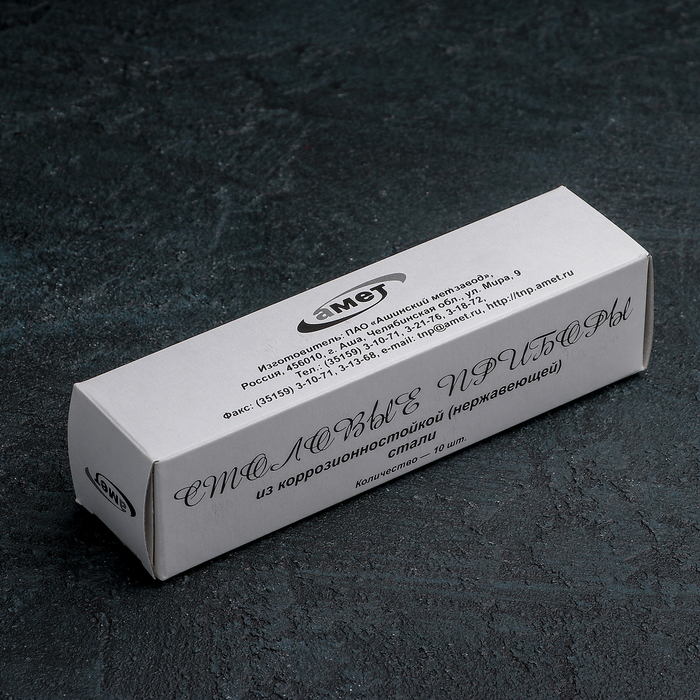 амет
Изготовитель: ПАО «Ашинский метзавод»,
Россия, 456010, г. Аша, Челябинская обл., ул. Мира, 9
Тел.: (35159) 3-10-71, 3-21-76, 3-18-72,
Факс: (35159) 3-10-71, 3-13-68, e-mail: tnp@amet.ru, http://tnp.amet.ru
СТОЛОВЫЕ ПРИБОРЫ
из коррозионностойкой (нержавеющей)
стали
Количество — 10 шт.
амет